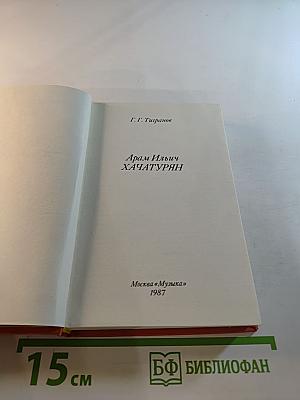 Г. Г. Тигранов
Арам Ильич
ХАЧАТУРЯН
Москва «Музыка»
1987
15 см
БФ БИБЛИОФАН